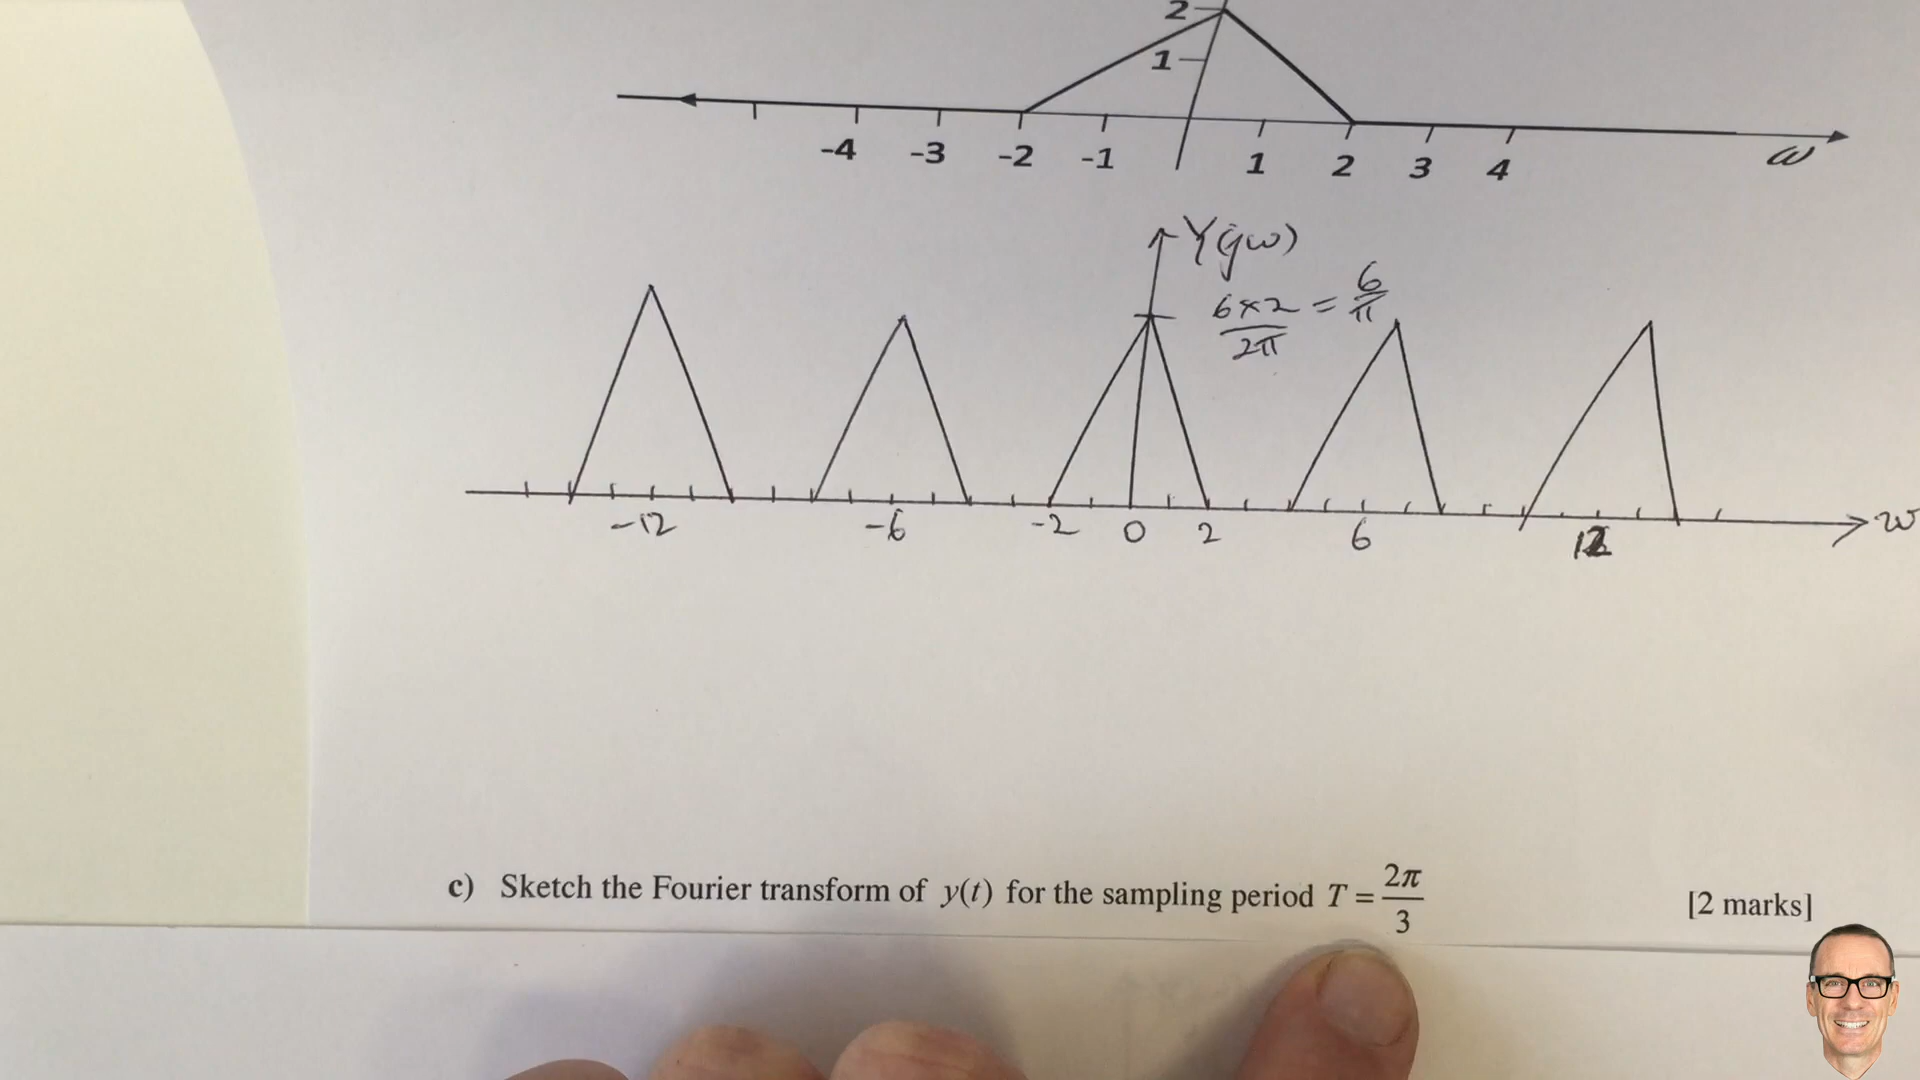 2
1
-4 -3 -2 -1 1 2 3 4 ω
Y(jω)
6×2/2π = 6/π
-12 -6 -2 0 2 6 12 ω
c) Sketch the Fourier transform of y(t) for the sampling period T = 2π/3 [2 marks]